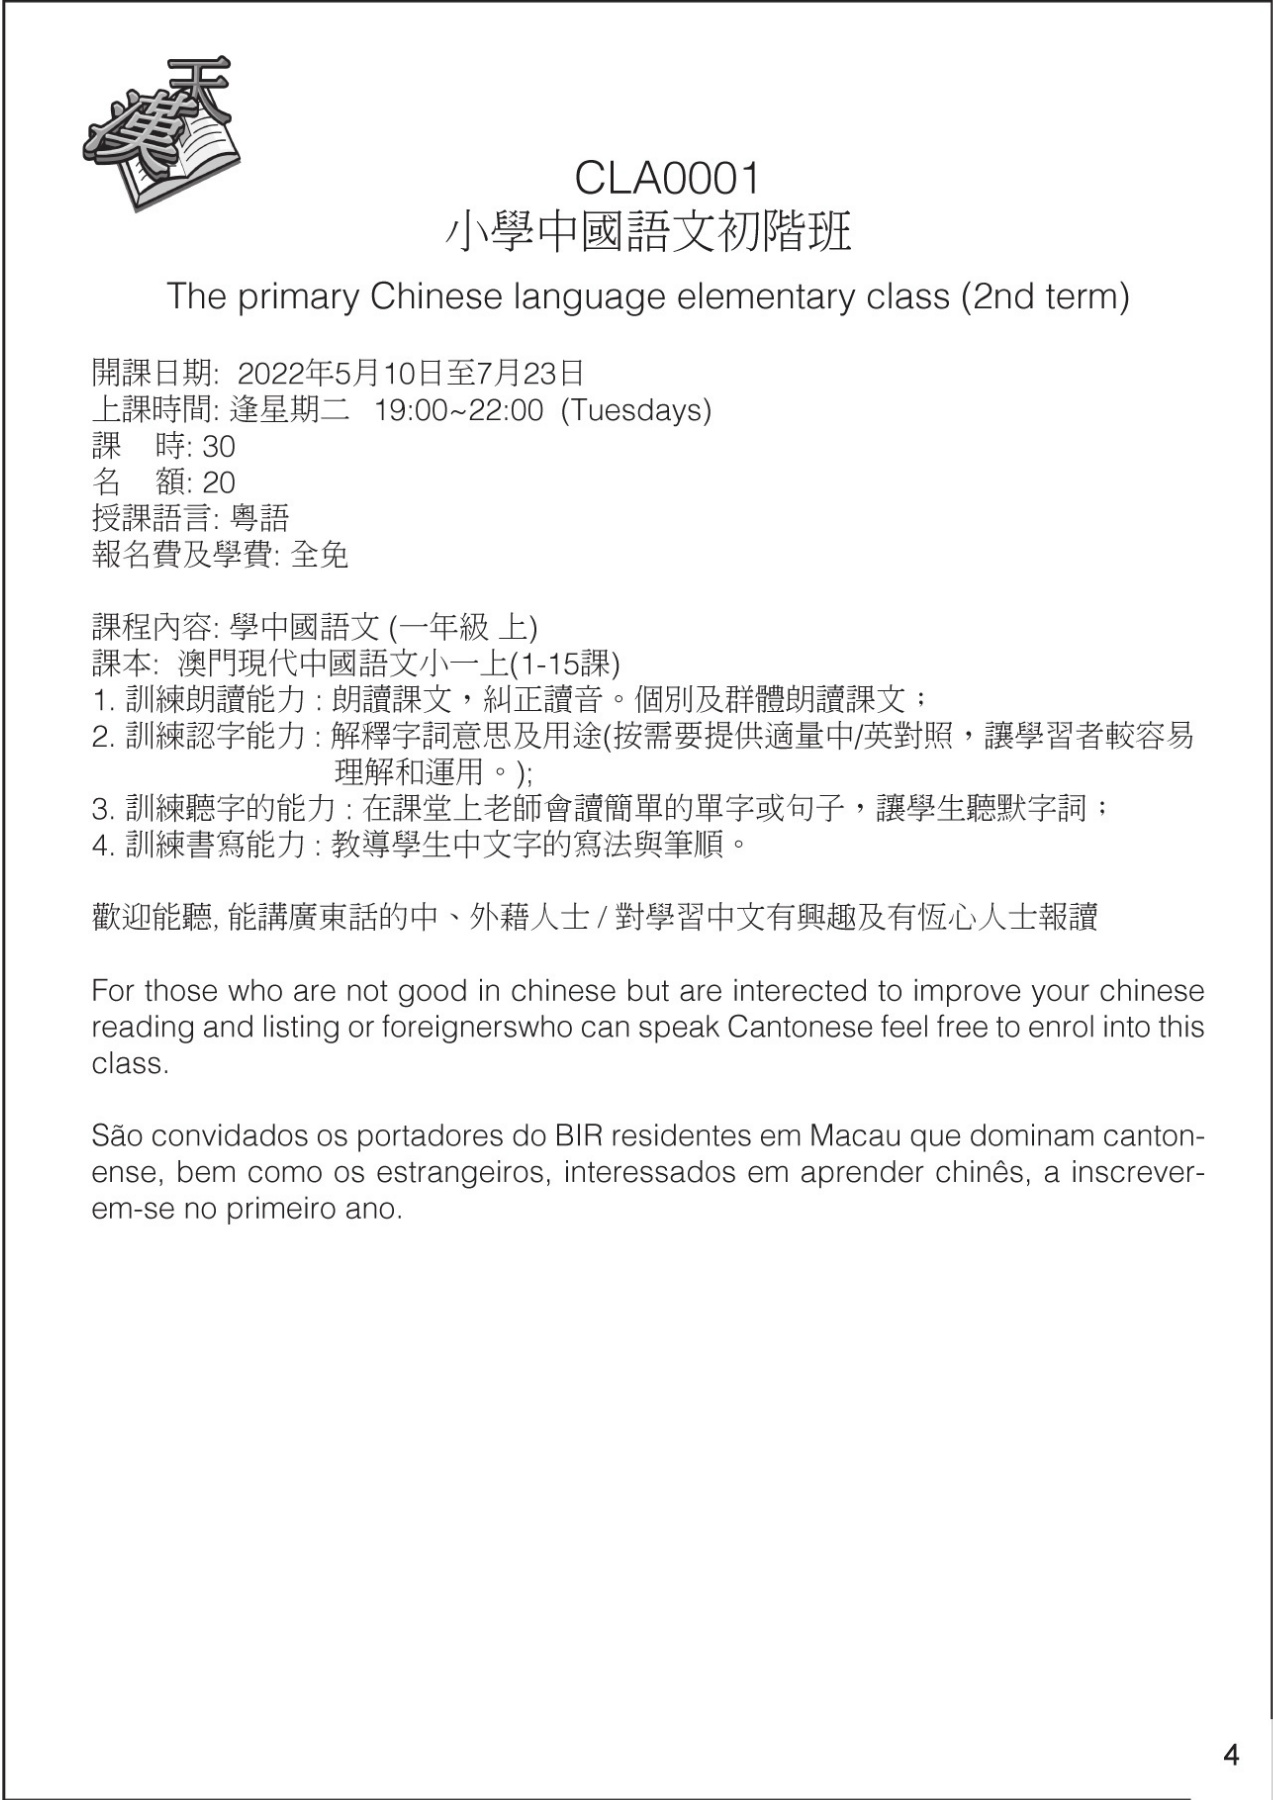 漢天
CLA0001
小學中國語文初階班
The primary Chinese language elementary class (2nd term)
開課日期:  2022年5月10日至7月23日
上課時間: 逢星期二   19:00~22:00  (Tuesdays)
課    時: 30
名    額: 20
授課語言: 粵語
報名費及學費: 全免
課程內容: 學中國語文 (一年級 上)
課本:  澳門現代中國語文小一上(1-15課)
1. 訓練朗讀能力 : 朗讀課文，糾正讀音。個別及群體朗讀課文；
2. 訓練認字能力 : 解釋字詞意思及用途(按需要提供適量中/英對照，讓學習者較容易
理解和運用。);
3. 訓練聽字的能力 : 在課堂上老師會讀簡單的單字或句子，讓學生聽默字詞；
4. 訓練書寫能力 : 教導學生中文字的寫法與筆順。
歡迎能聽, 能講廣東話的中、外藉人士 / 對學習中文有興趣及有恆心人士報讀
For those who are not good in chinese but are interected to improve your chinese
reading and listing or foreignerswho can speak Cantonese feel free to enrol into this
class.
São convidados os portadores do BIR residentes em Macau que dominam canton-
ense, bem como os estrangeiros, interessados em aprender chinês, a inscrever-
em-se no primeiro ano.
4